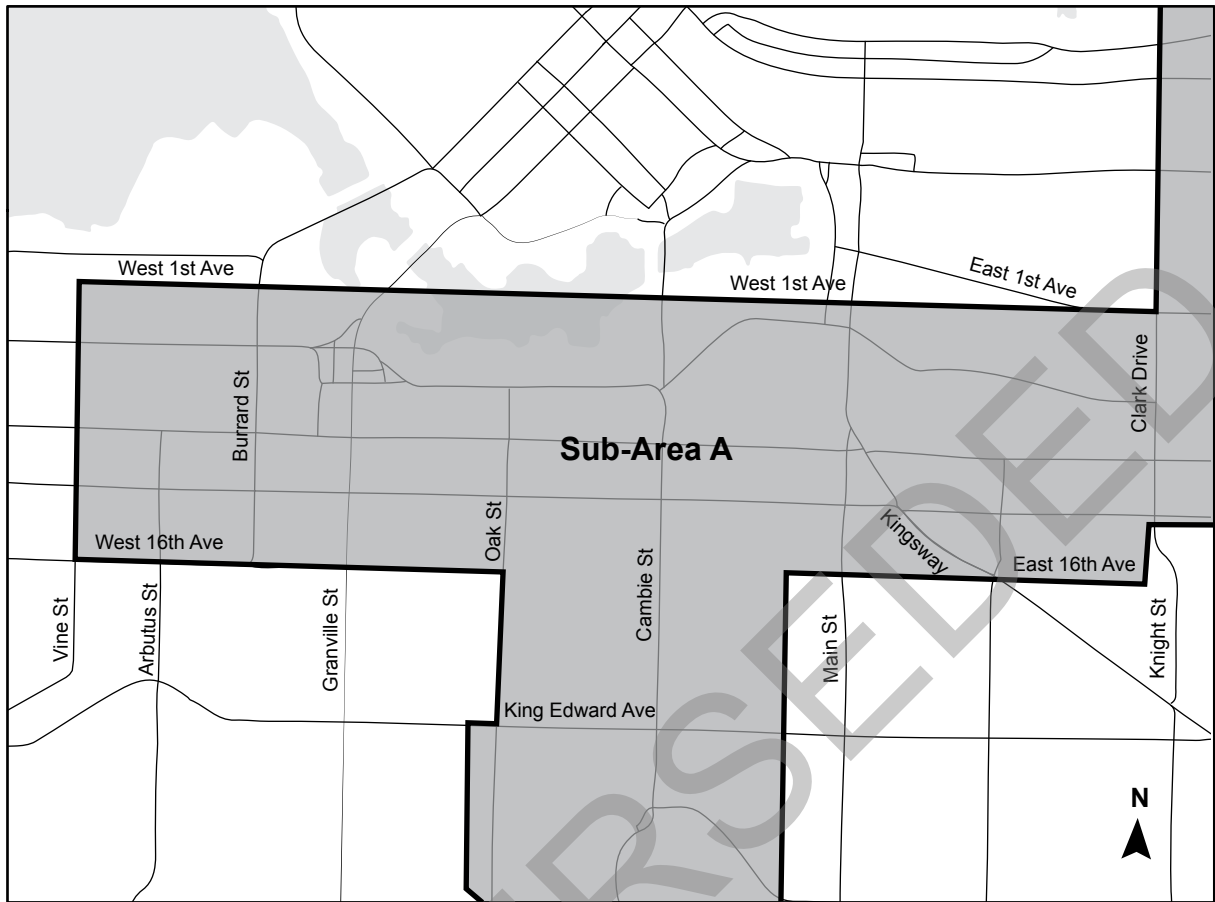 West 1st Ave
West 1st Ave
East 1st Ave
Clark Drive
Burrard St
Sub-Area A
Oak St
Kingsway
West 16th Ave
Cambie St
East 16th Ave
Vine St
Arbutus St
Granville St
Main St
Knight St
King Edward Ave
N
RSEDED